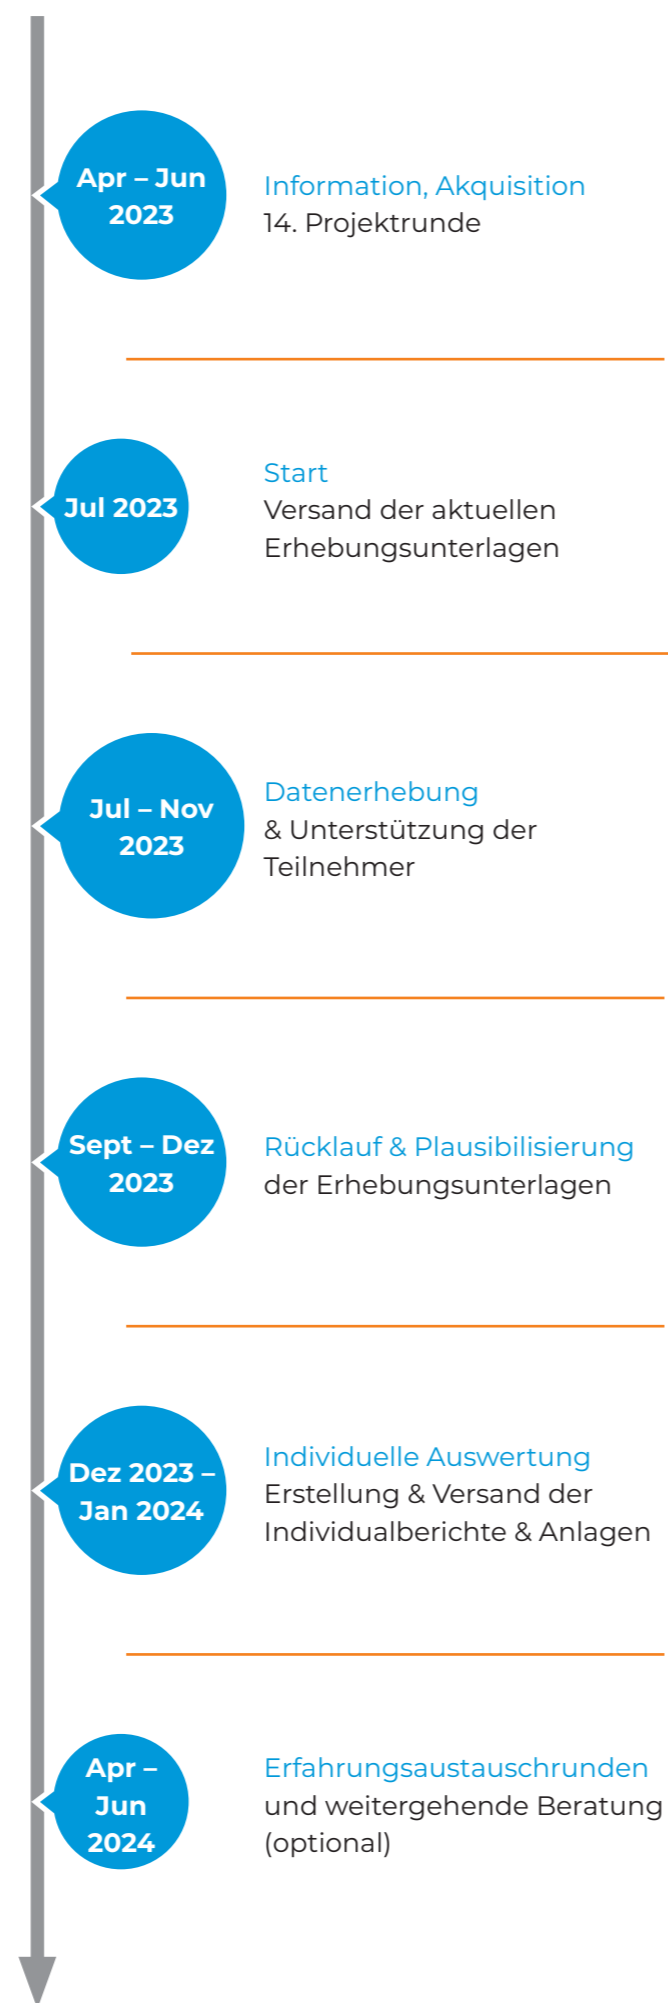 Apr – Jun
2023
Information, Akquisition
14. Projektrunde
Jul 2023
Start
Versand der aktuellen
Erhebungsunterlagen
Jul – Nov
2023
Datenerhebung
& Unterstützung der
Teilnehmer
Sept – Dez
2023
Rücklauf & Plausibilisierung
der Erhebungsunterlagen
Dez 2023 –
Jan 2024
Individuelle Auswertung
Erstellung & Versand der
Individualberichte & Anlagen
Apr –
Jun
2024
Erfahrungsaustauschrunden
und weitergehende Beratung
(optional)